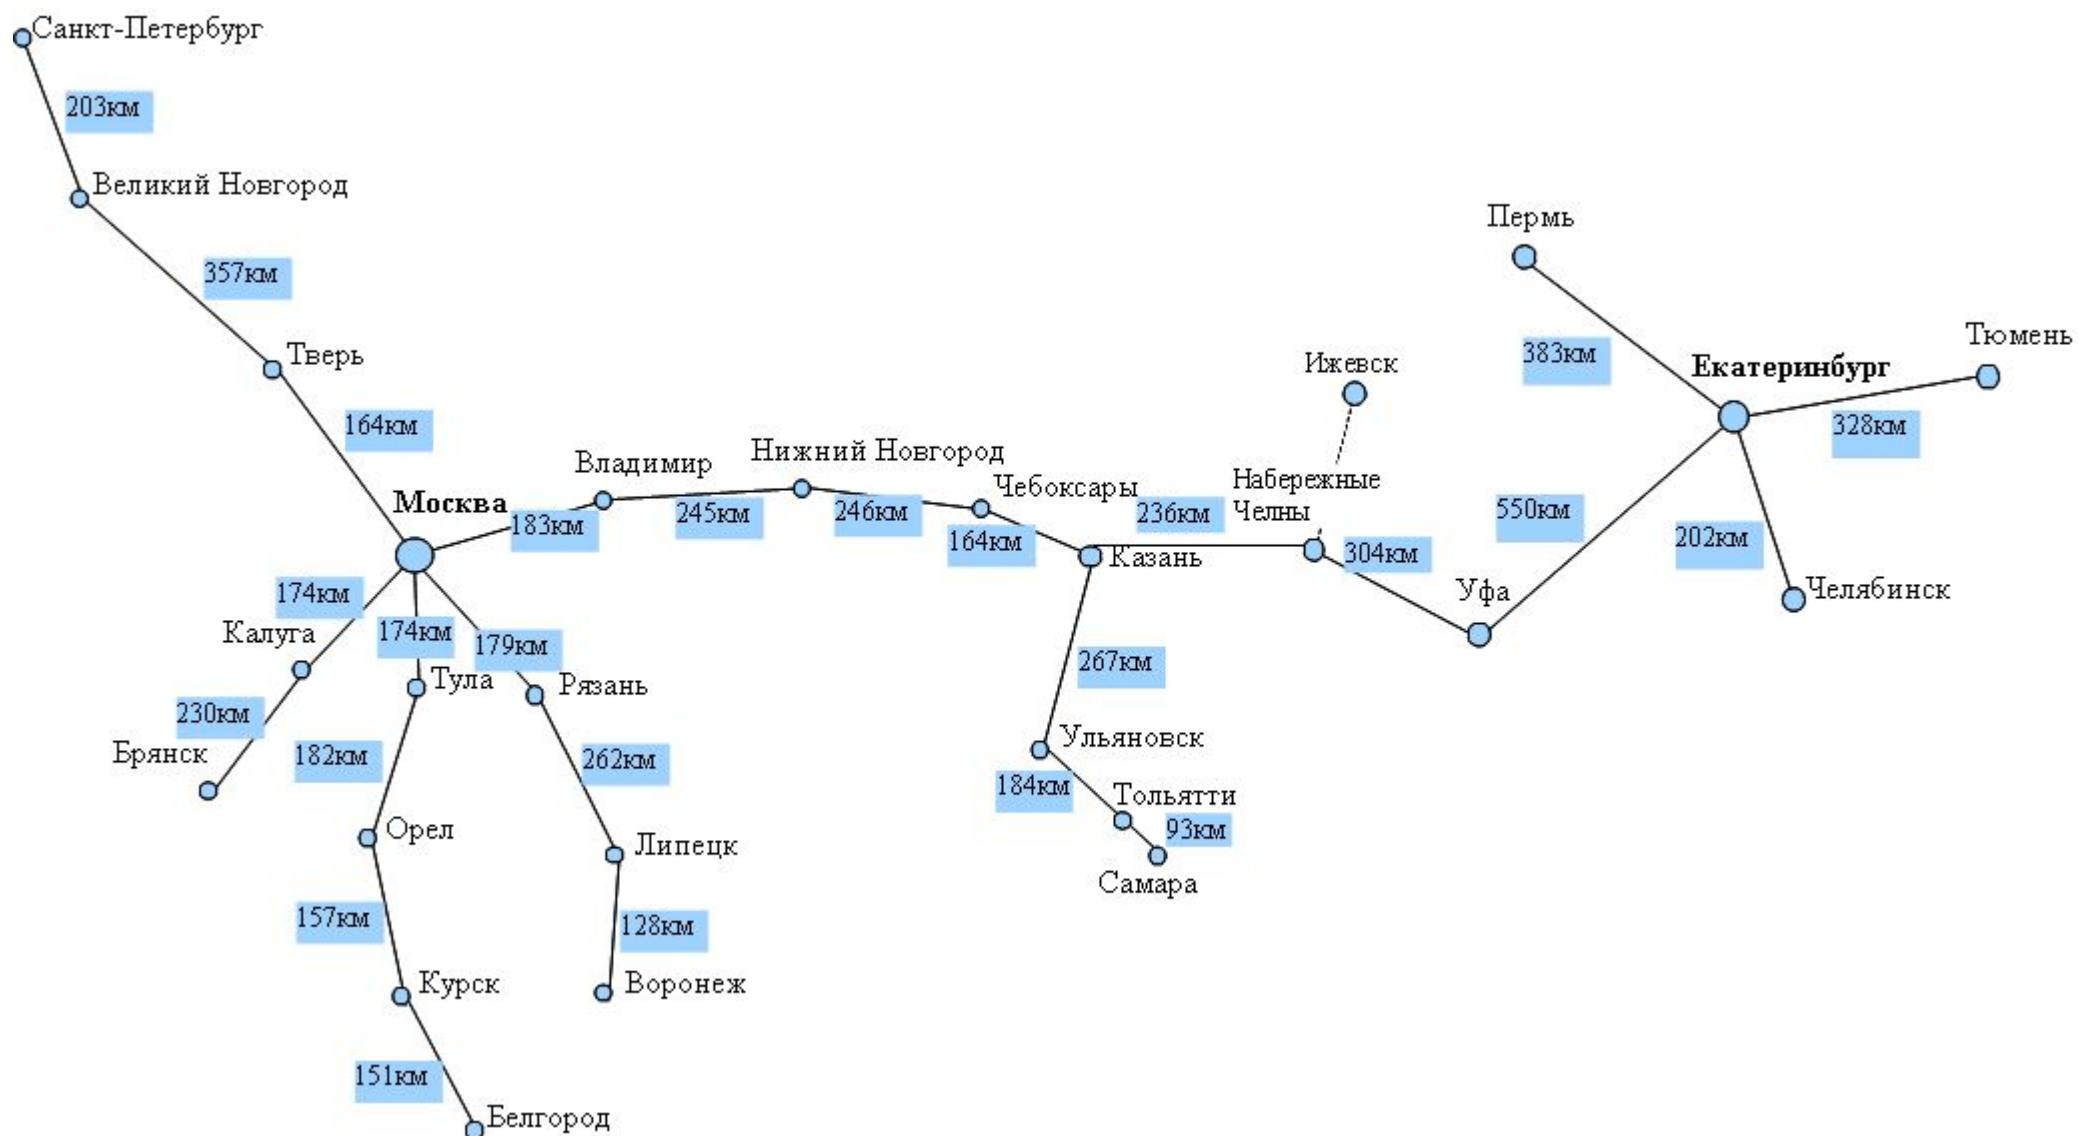 Санкт-Петербург
203км
Великий Новгород
357км
Тверь
164км
Москва
183км
Владимир
245км
Нижний Новгород
246км
Чебоксары
164км
Казань
236км
Набережные
Челны
Ижевск
304км
Уфа
550км
Екатеринбург
Пермь
383км
Тюмень
328км
202км
Челябинск
174км
Калуга
230км
Брянск
174км
Тула
182км
Орел
157км
Курск
151км
Белгород
179км
Рязань
262км
Липецк
128км
Воронеж
267км
Ульяновск
184км
Тольятти
93км
Самара